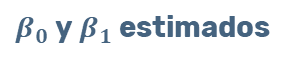 β₀ y β₁ estimados